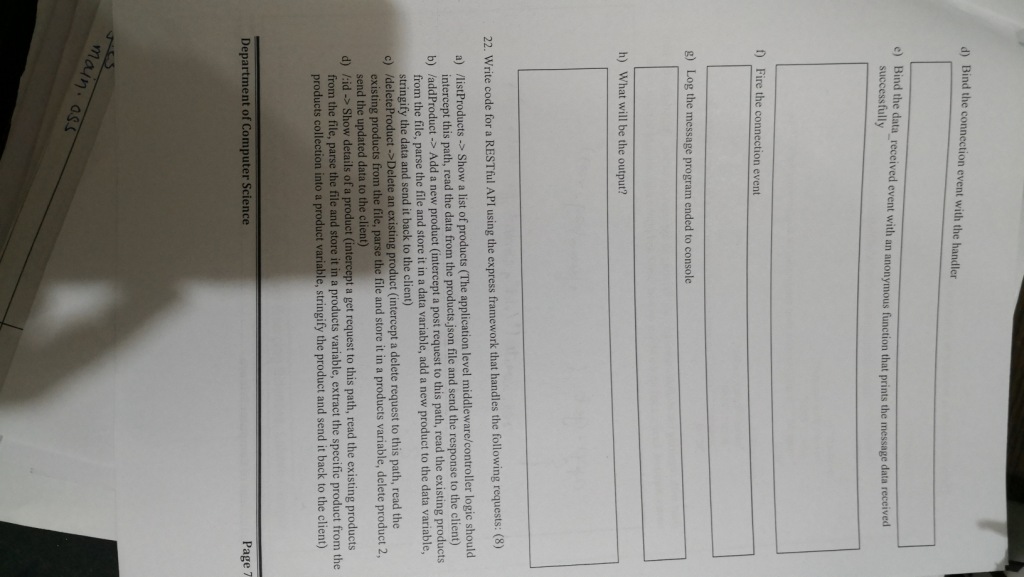 d) Bind the connection event with the handler
e) Bind the data_received event with an anonymous function that prints the message data received
successfully
f) Fire the connection event
g) Log the message program ended to console
h) What will be the output?
22. Write code for a RESTful API using the express framework that handles the following requests: (8)
a) /listProducts -> Show a list of products (The application level middleware/controller logic should
intercept this path, read the data from the products.json file and send the response to the client)
b) /addProduct -> Add a new product (intercept a post request to this path, read the existing products
from the file, parse the file and store it in a data variable, add a new product to the data variable,
stringify the data and send it back to the client)
c) /deleteProduct ->Delete an existing product (intercept a delete request to this path, read the
existing products from the file, parse the file and store it in a products variable, delete product 2,
send the updated data to the client)
d) /:id -> Show details of a product (intercept a get request to this path, read the existing products
from the file, parse the file and store it in a products variable, extract the specific product from the
products collection into a product variable, stringify the product and send it back to the client)
Department of Computer Science Page 7
main. oss